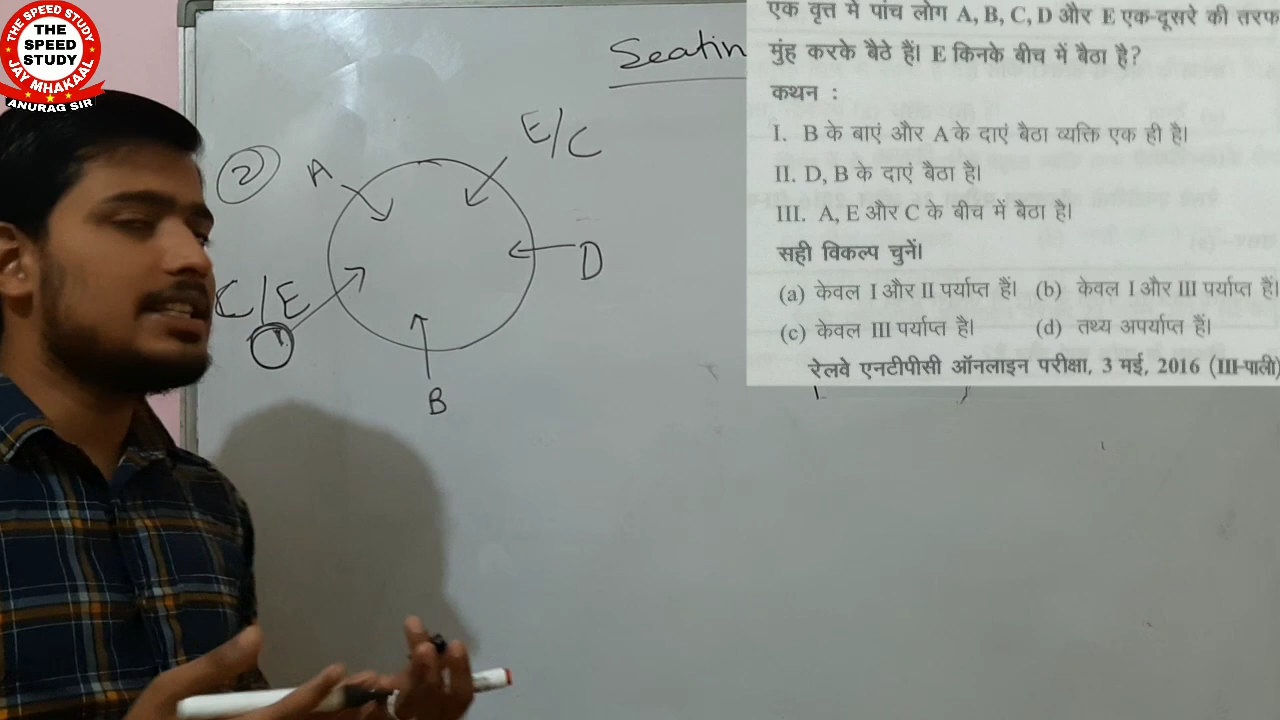 THE SPEED STUDY
THE
SPEED
STUDY
JAY MHAKAAL
ANURAG SIR
Seatin
2
A
E/C
D
B
C/E
एक वृत्त में पांच लोग A, B, C, D और E एक-दूसरे की तरफ
मुंह करके बैठे हैं। E किनके बीच में बैठा है?
कथन :
I. B के बाएं और A के दाएं बैठा व्यक्ति एक ही है।
II. D, B के दाएं बैठा है।
III. A, E और C के बीच में बैठा है।
सही विकल्प चुनें।
(a) केवल I और II पर्याप्त हैं। (b) केवल I और III पर्याप्त हैं।
(c) केवल III पर्याप्त है। (d) तथ्य अपर्याप्त हैं।
रेलवे एनटीपीसी ऑनलाइन परीक्षा, 3 मई, 2016 (III-पाली)